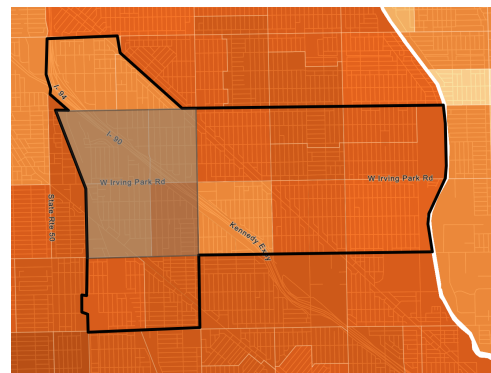 I- 94
I- 90
W Irving Park Rd
W Irving Park Rd
State Rte 50
Kennedy Expy